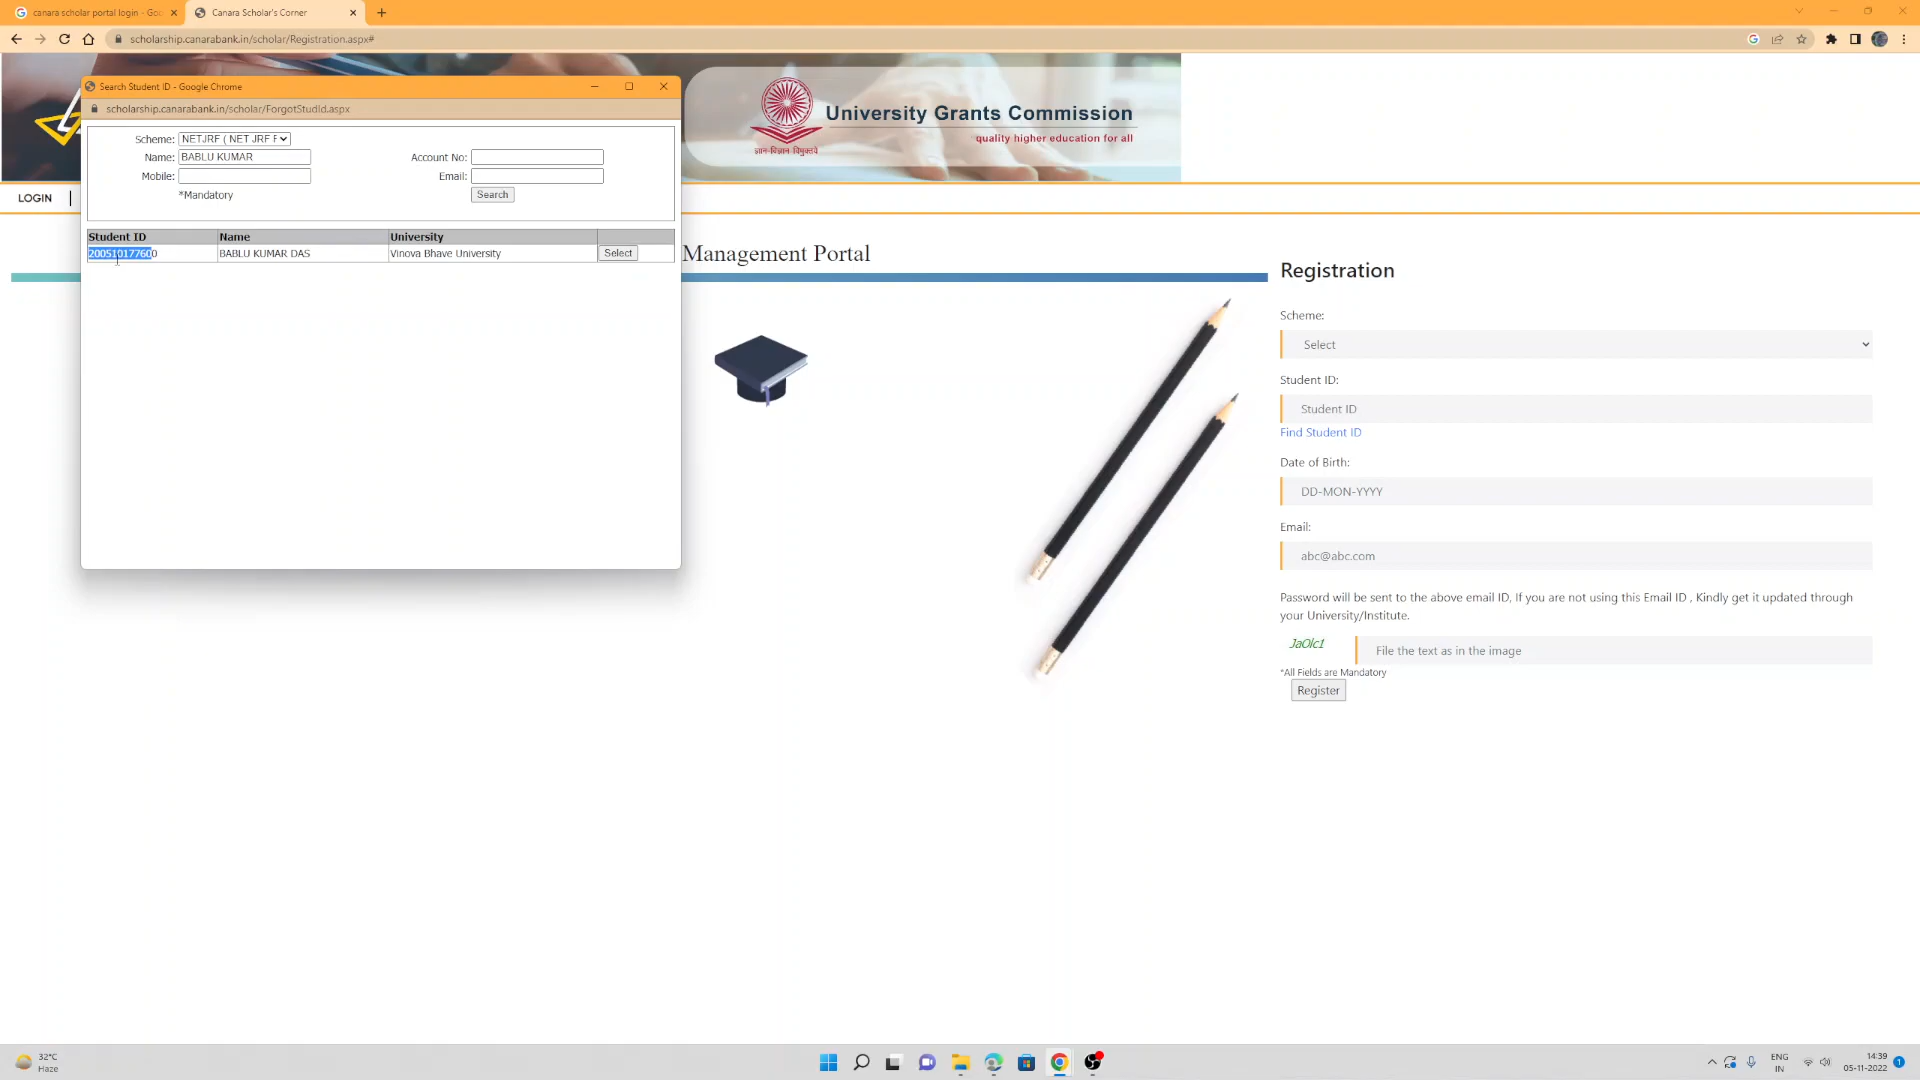 canara scholar portal login - Goo
Canara Scholar's Corner
scholarship.canarabank.in/scholar/Registration.aspx#
Search Student ID - Google Chrome
scholarship.canarabank.in/scholar/ForgotStudId.aspx
University Grants Commission
quality higher education for all
ज्ञान-विज्ञान विमुक्तये
Scheme: NETJRF ( NET JRF F
Name: BABLU KUMAR Account No:
Mobile: Email:
*Mandatory Search
LOGIN
Student ID Name University
200510177600 BABLU KUMAR DAS Vinova Bhave University Select
Management Portal
Registration
Scheme:
Select
Student ID:
Student ID
Find Student ID
Date of Birth:
DD-MON-YYYY
Email:
abc@abc.com
Password will be sent to the above email ID, If you are not using this Email ID , Kindly get it updated through
your University/Institute.
JaOlc1 File the text as in the image
*All Fields are Mandatory
Register
32°C
Haze
ENG
IN
14:39
05-11-2022
1